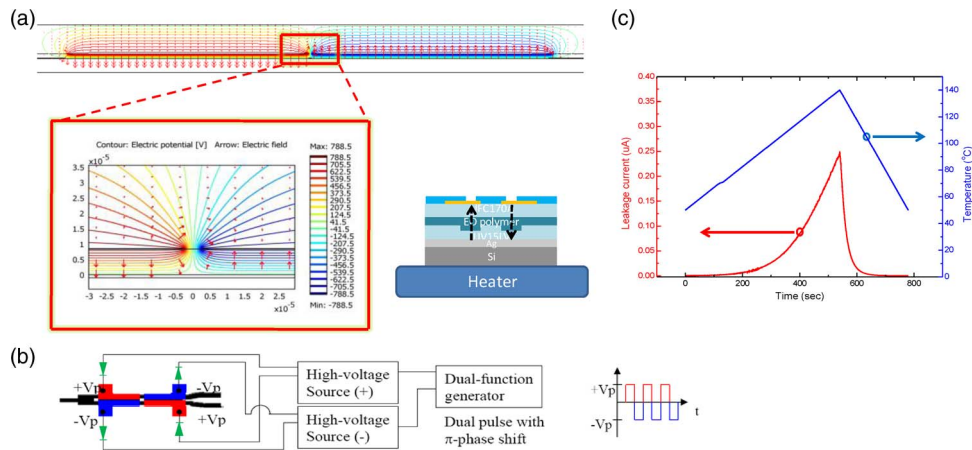 (a)
Contour: Electric potential [V]   Arrow: Electric field
x10⁻⁵
3.5
3
2.5
2
1.5
1
0.5
0
-3 -2.5 -2 -1.5 -1 -0.5 0 0.5 1 1.5 2 2.5
x10⁻⁵
Max: 788.5
788.5
705.5
622.5
539.5
456.5
373.5
290.5
207.5
124.5
41.5
-41.5
-124.5
-207.5
-290.5
-373.5
-456.5
-539.5
-622.5
-705.5
-788.5
Min: -788.5
polymer
Ag
Si
Heater
(c)
Leakage current (uA)
0.40
0.35
0.30
0.25
0.20
0.15
0.10
0.05
0.00
0 200 400 600 800
Time (sec)
Temperature (°C)
140
120
100
80
60
40
20
0
(b)
+Vp
-Vp
-Vp
+Vp
High-voltage
Source (+)
High-voltage
Source (-)
Dual-function
generator
Dual pulse with
π-phase shift
+Vp
-Vp
t